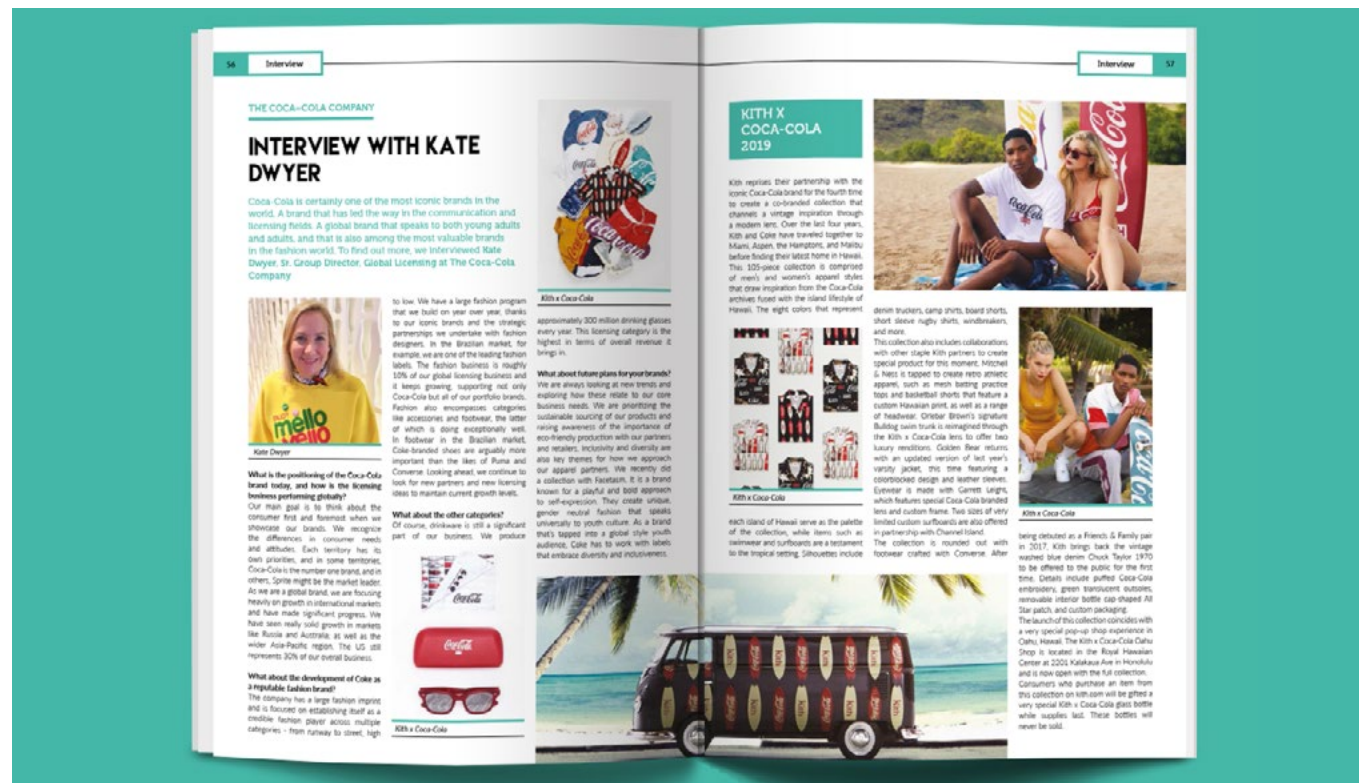 56
Interview
THE COCA-COLA COMPANY
INTERVIEW WITH KATE
DWYER
Coca-Cola is certainly one of the most iconic brands in the
world. A brand that has led the way in the communication and
licensing fields. A global brand that speaks to both young adults
and adults, and that is also among the most valuable brands
in the fashion world. To find out more, we interviewed Kate
Dwyer, Sr. Group Director, Global Licensing at The Coca-Cola
Company
mello
yello
Kate Dwyer
What is the positioning of the Coca-Cola
brand today, and how is the licensing
business performing globally?
Our main goal is to think about the
consumer first and foremost when we
showcase our brands. We recognize
the differences in consumer needs
and attitudes. Each territory has its
own priorities, and in some territories,
Coca-Cola is the number one brand, and in
others, Sprite might be the market leader.
As we are a global brand, we are focusing
heavily on growth in international markets
and have made significant progress. We
have seen really solid growth in markets
like Russia and Australia; as well as the
wider Asia-Pacific region. The US still
represents 30% of our overall business.
What about the development of Coke as
a reputable fashion brand?
The company has a large fashion imprint
and is focused on establishing itself as a
credible fashion player across multiple
categories - from runway to street, high
to low. We have a large fashion program
that we build on year over year, thanks
to our iconic brands and the strategic
partnerships we undertake with fashion
designers. In the Brazilian market, for
example, we are one of the leading fashion
labels. The fashion business is roughly
10% of our global licensing business and
it keeps growing, supporting not only
Coca-Cola but all of our portfolio brands.
Fashion also encompasses categories
like accessories and footwear, the latter
of which is doing exceptionally well.
In footwear in the Brazilian market,
Coke-branded shoes are arguably more
important than the likes of Puma and
Converse. Looking ahead, we continue to
look for new partners and new licensing
ideas to maintain current growth levels.
What about the other categories?
Of course, drinkware is still a significant
part of our business. We produce
Coca-Cola
Coca-Cola
Kith x Coca-Cola
Coca-Cola
Kith x Coca-Cola
approximately 300 million drinking glasses
every year. This licensing category is the
highest in terms of overall revenue it
brings in.
What about future plans for your brands?
We are always looking at new trends and
exploring how these relate to our core
business needs. We are prioritizing the
sustainable sourcing of our products and
raising awareness of the importance of
eco-friendly production with our partners
and retailers. Inclusivity and diversity are
also key themes for how we approach
our apparel partners. We recently did
a collection with Facetasm. It is a brand
known for a playful and bold approach
to self-expression. They create unique,
gender neutral fashion that speaks
universally to youth culture. As a brand
that's tapped into a global style youth
audience, Coke has to work with labels
that embrace diversity and inclusiveness.
Interview
57
KITH X
COCA-COLA
2019
Kith reprises their partnership with the
iconic Coca-Cola brand for the fourth time
to create a co-branded collection that
channels a vintage inspiration through
a modern lens. Over the last four years,
Kith and Coke have traveled together to
Miami, Aspen, the Hamptons, and Malibu
before finding their latest home in Hawaii.
This 105-piece collection is comprised
of men's and women's apparel styles
that draw inspiration from the Coca-Cola
archives fused with the island lifestyle of
Hawaii. The eight colors that represent
Kith x Coca-Cola
each island of Hawaii serve as the palette
of the collection, while items such as
swimwear and surfboards are a testament
to the tropical setting. Silhouettes include
Coca-Cola
denim truckers, camp shirts, board shorts,
short sleeve rugby shirts, windbreakers,
and more.
This collection also includes collaborations
with other staple Kith partners to create
special product for this moment. Mitchell
& Ness is tapped to create retro athletic
apparel, such as mesh batting practice
tops and basketball shorts that feature a
custom Hawaiian print, as well as a range
of headwear. Orlebar Brown's signature
Bulldog swim trunk is reimagined through
the Kith x Coca-Cola lens to offer two
luxury renditions. Golden Bear returns
with an updated version of last year's
varsity jacket, this time featuring a
colorblocked design and leather sleeves.
Eyewear is made with Garrett Leight,
which features special Coca-Cola branded
lens and custom frame. Two sizes of very
limited custom surfboards are also offered
in partnership with Channel Island.
The collection is rounded out with
footwear crafted with Converse. After
Kith x Coca-Cola
being debuted as a Friends & Family pair
in 2017, Kith brings back the vintage
washed blue denim Chuck Taylor 1970
to be offered to the public for the first
time. Details include puffed Coca-Cola
embroidery, green translucent outsoles,
removable interior bottle cap-shaped All
Star patch, and custom packaging.
The launch of this collection coincides with
a very special pop-up shop experience in
Oahu, Hawaii. The Kith x Coca-Cola Oahu
Shop is located in the Royal Hawaiian
Center at 2201 Kalakaua Ave in Honolulu
and is now open with the full collection.
Consumers who purchase an item from
this collection on kith.com will be gifted a
very special Kith x Coca-Cola glass bottle
while supplies last. These bottles will
never be sold.